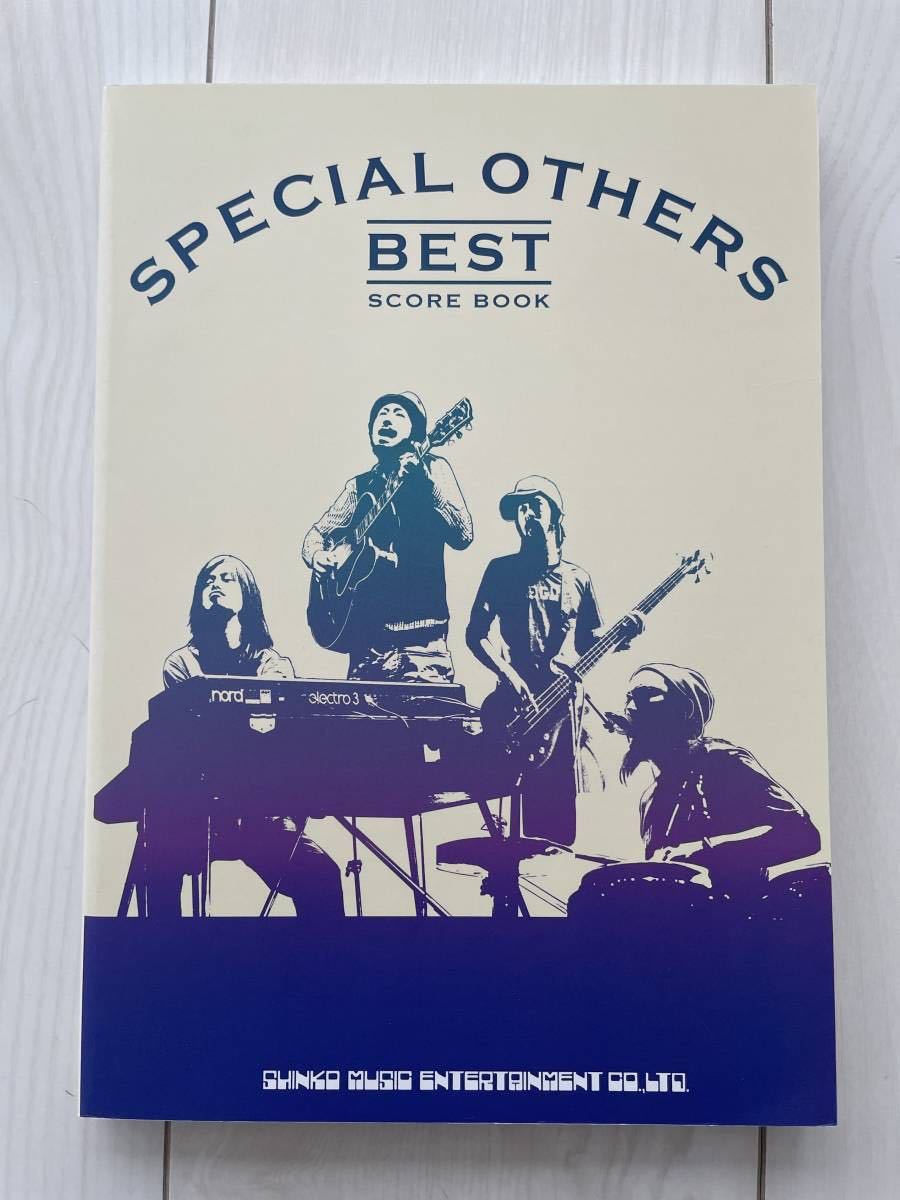 SPECIAL OTHERS
BEST
SCORE BOOK
nord electro 3
SHINKO MUSIC ENTERTAINMENT CO.,LTD.